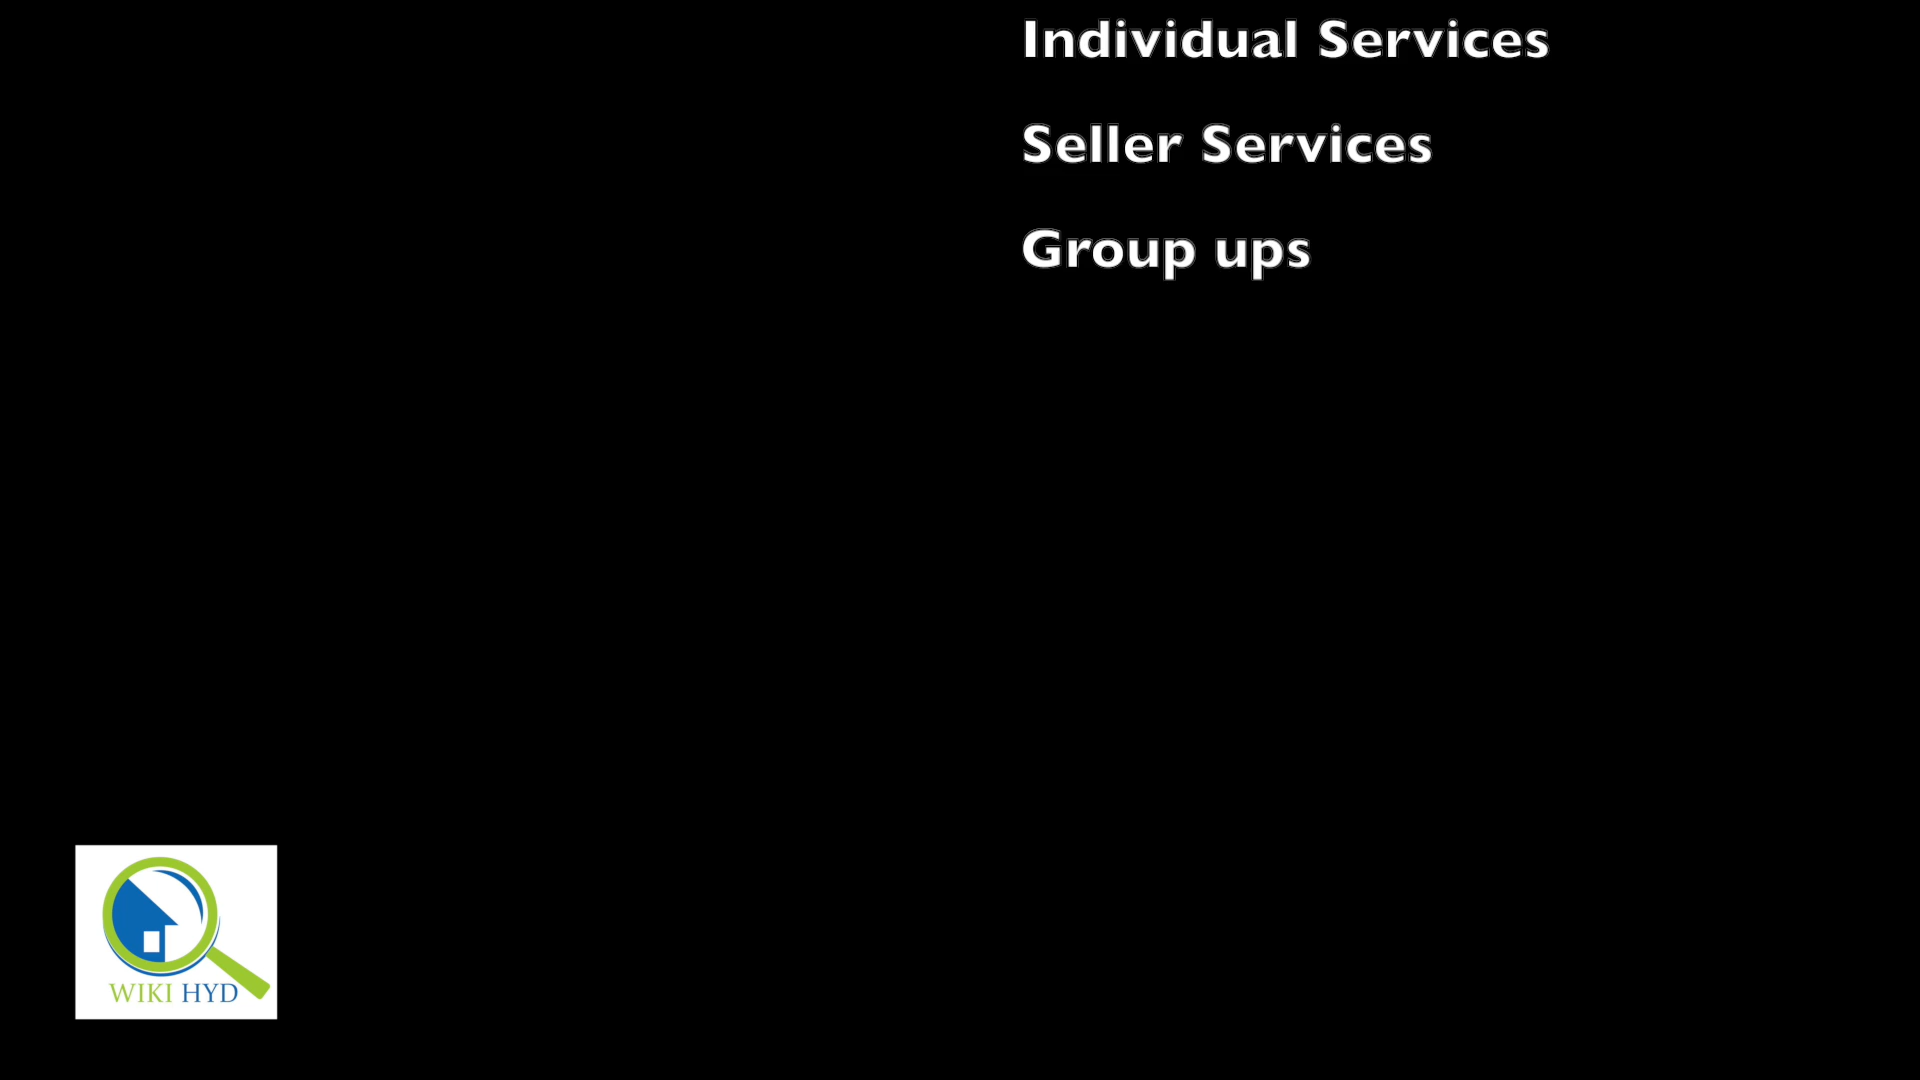 Individual Services
Seller Services
Group ups
WIKI HYD